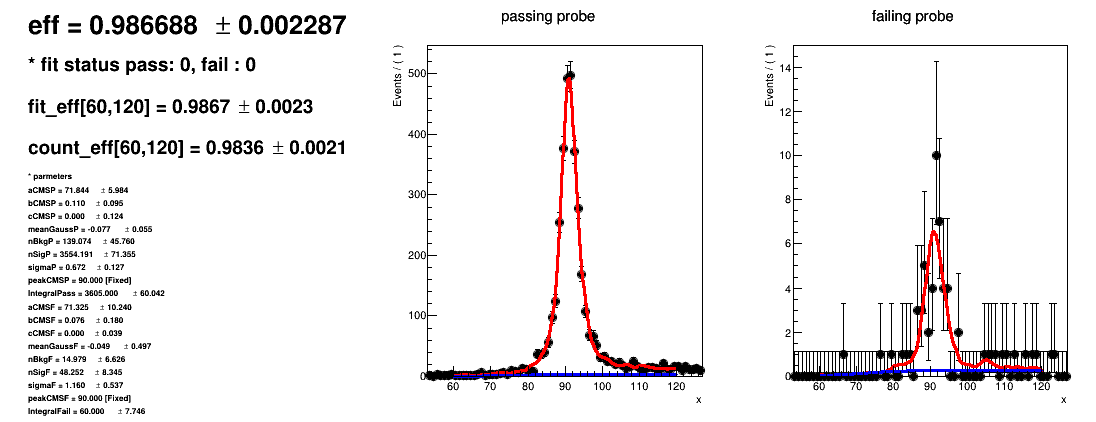 eff = 0.986688 ± 0.002287
* fit status pass: 0, fail : 0
fit_eff[60,120] = 0.9867 ± 0.0023
count_eff[60,120] = 0.9836 ± 0.0021
* parmeters
aCMSP = 71.844 ± 5.984
bCMSP = 0.110 ± 0.095
cCMSP = 0.000 ± 0.124
meanGaussP = -0.077 ± 0.055
nBkgP = 139.074 ± 45.760
nSigP = 3554.191 ± 71.355
sigmaP = 0.672 ± 0.127
peakCMSP = 90.000 [Fixed]
IntegralPass = 3605.000 ± 60.042
aCMSF = 71.325 ± 10.240
bCMSF = 0.076 ± 0.180
cCMSF = 0.000 ± 0.039
meanGaussF = -0.049 ± 0.497
nBkgF = 14.979 ± 6.626
nSigF = 48.252 ± 8.345
sigmaF = 1.160 ± 0.537
peakCMSF = 90.000 [Fixed]
IntegralFail = 60.000 ± 7.746
passing probe
Events / ( 1 )
500
400
300
200
100
0
60 70 80 90 100 110 120
x
failing probe
Events / ( 1 )
14
12
10
8
6
4
2
0
60 70 80 90 100 110 120
x